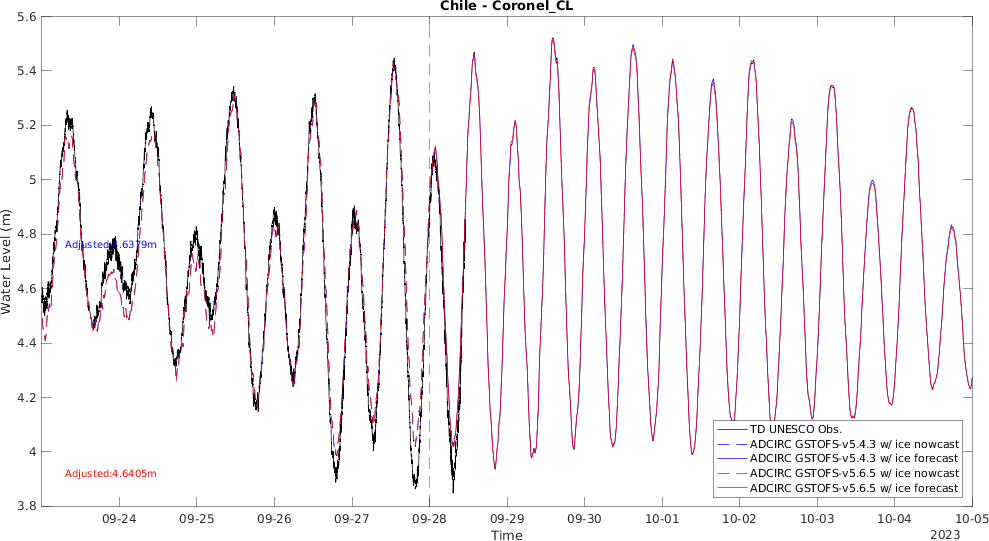 Chile - Coronel_CL
5.6
5.4
5.2
5
4.8
4.6
4.4
4.2
4
3.8
Water Level (m)
Adjusted:4.6379m
Adjusted:4.6405m
TD UNESCO Obs.
ADCIRC GSTOFS-v5.4.3 w/ ice nowcast
ADCIRC GSTOFS-v5.4.3 w/ ice forecast
ADCIRC GSTOFS-v5.6.5 w/ ice nowcast
ADCIRC GSTOFS-v5.6.5 w/ ice forecast
09-24 09-25 09-26 09-27 09-28 09-29 09-30 10-01 10-02 10-03 10-04 10-05
Time
2023